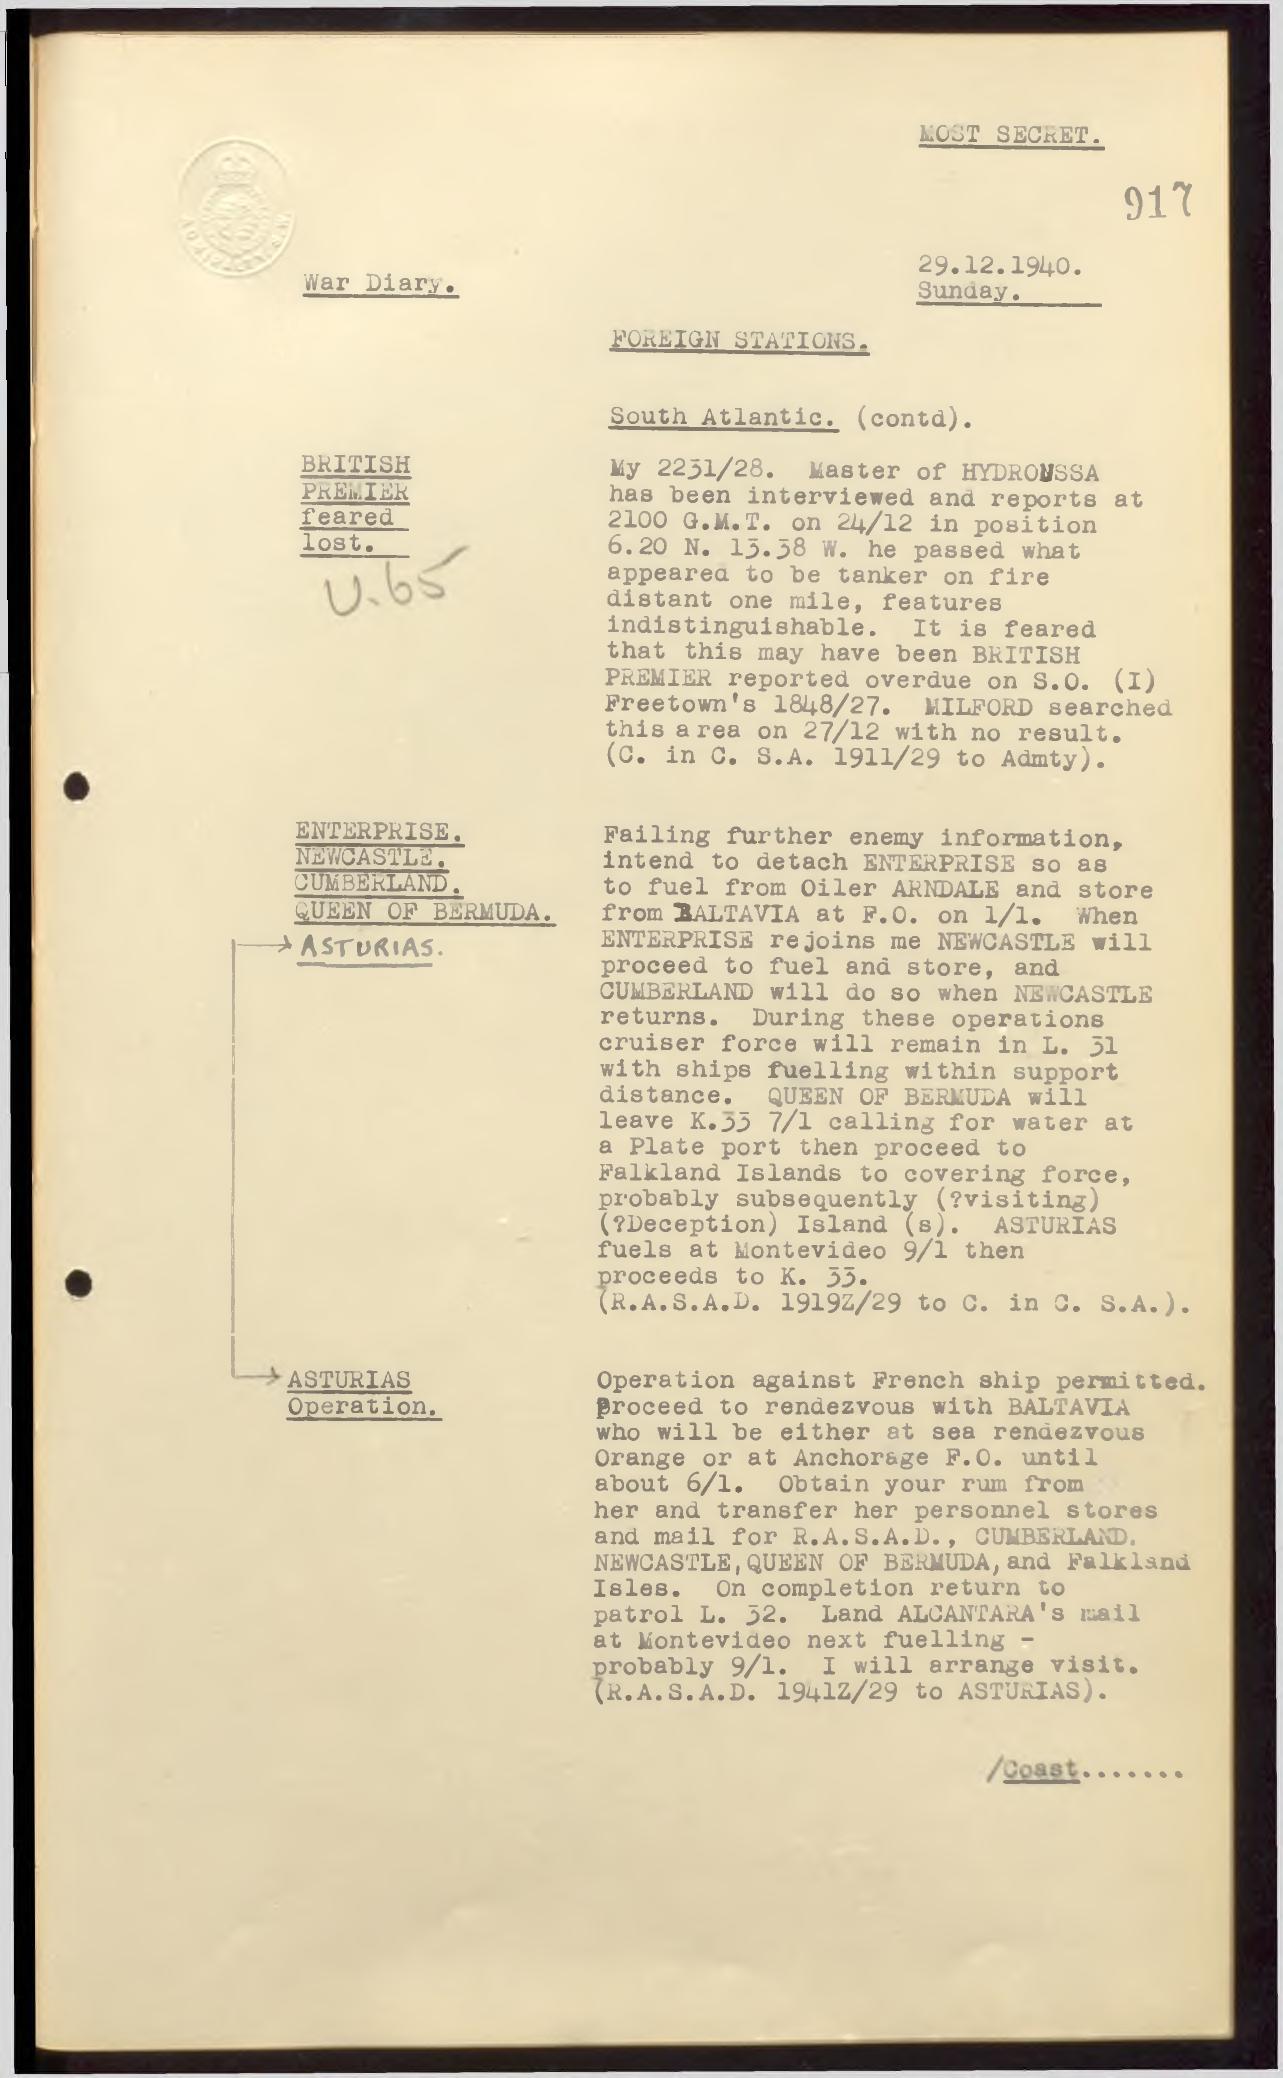 MOST SECRET.
917
29.12.1940.
Sunday.
War Diary.
FOREIGN STATIONS.
South Atlantic. (contd).
BRITISH
PREMIER
feared
lost.
U.65
My 2231/28. Master of HYDROUSSA
has been interviewed and reports at
2100 G.M.T. on 24/12 in position
6.20 N. 13.38 W. he passed what
appeared to be tanker on fire
distant one mile, features
indistinguishable. It is feared
that this may have been BRITISH
PREMIER reported overdue on S.O. (I)
Freetown's 1848/27. MILFORD searched
this area on 27/12 with no result.
(C. in C. S.A. 1911/29 to Admty).
ENTERPRISE.
NEWCASTLE.
CUMBERLAND.
QUEEN OF BERMUDA.
ASTURIAS.
Failing further enemy information,
intend to detach ENTERPRISE so as
to fuel from Oiler ARNDALE and store
from BALTAVIA at F.O. on 1/1. When
ENTERPRISE rejoins me NEWCASTLE will
proceed to fuel and store, and
CUMBERLAND will do so when NEWCASTLE
returns. During these operations
cruiser force will remain in L. 31
with ships fuelling within support
distance. QUEEN OF BERMUDA will
leave K.33 7/1 calling for water at
a Plate port then proceed to
Falkland Islands to covering force,
probably subsequently (?visiting)
(?Deception) Island (s). ASTURIAS
fuels at Montevideo 9/1 then
proceeds to K. 33.
(R.A.S.A.D. 1919Z/29 to C. in C. S.A.).
ASTURIAS
Operation.
Operation against French ship permitted.
Proceed to rendezvous with BALTAVIA
who will be either at sea rendezvous
Orange or at Anchorage F.O. until
about 6/1. Obtain your rum from
her and transfer her personnel stores
and mail for R.A.S.A.D., CUMBERLAND.
NEWCASTLE, QUEEN OF BERMUDA, and Falkland
Isles. On completion return to
patrol L. 32. Land ALCANTARA's mail
at Montevideo next fuelling -
probably 9/1. I will arrange visit.
(R.A.S.A.D. 1941Z/29 to ASTURIAS).
/Coast.......